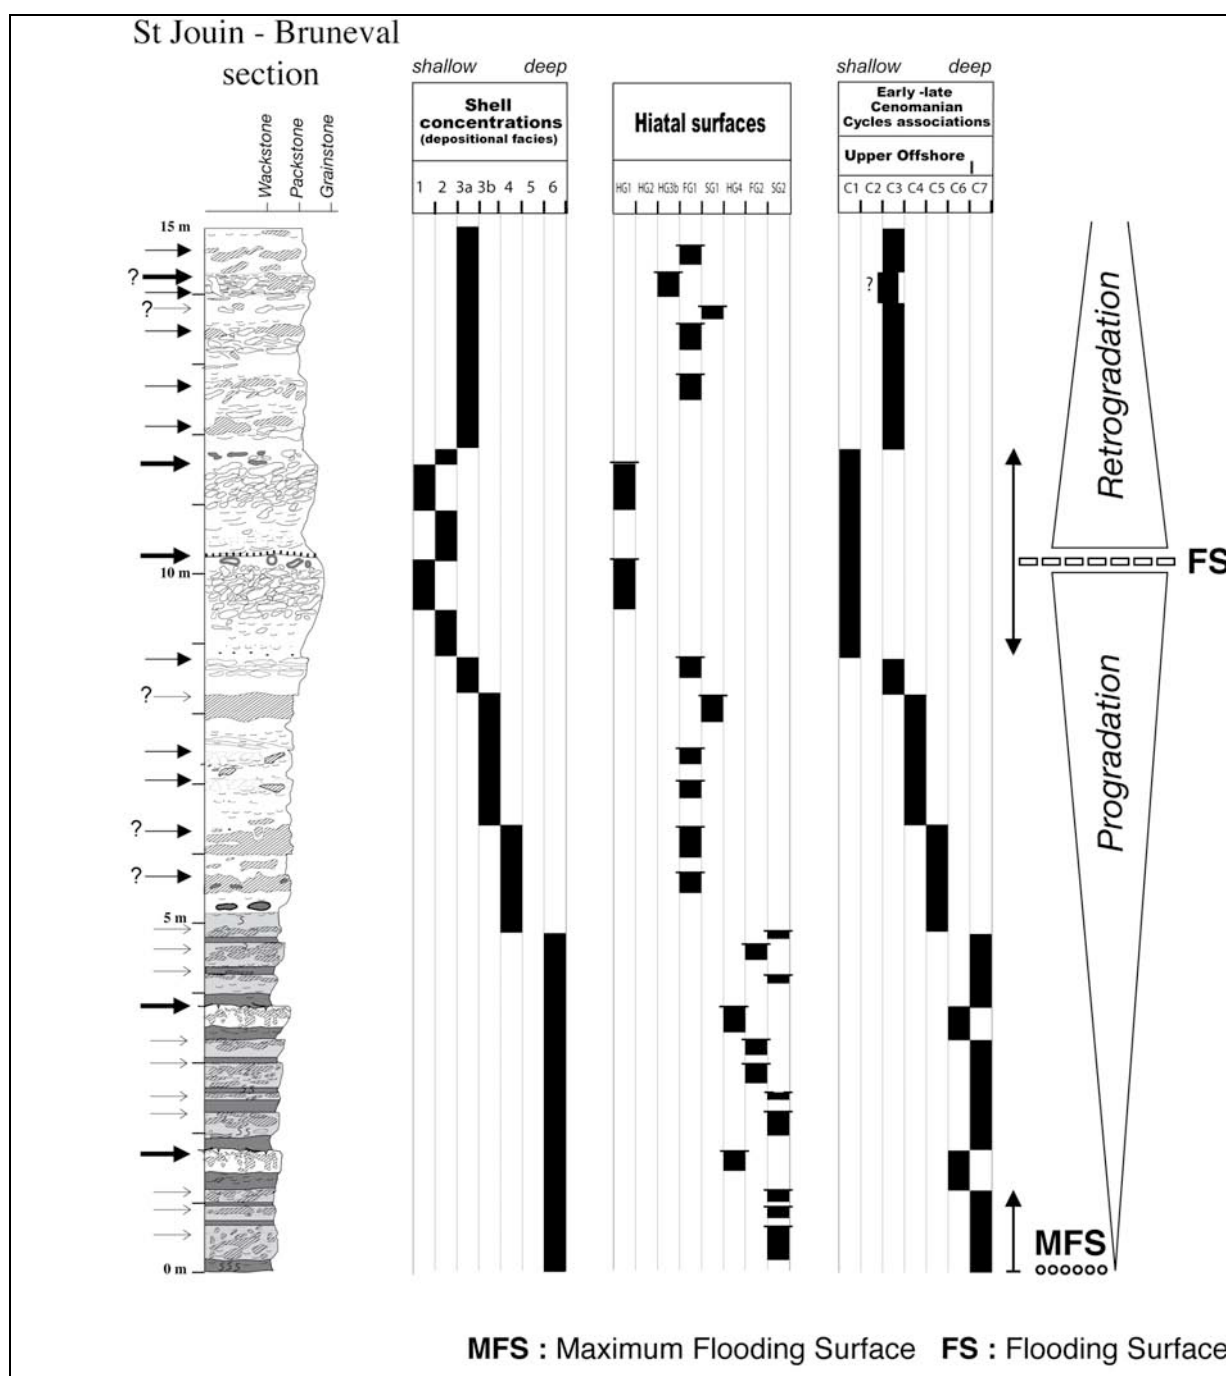 St Jouin - Bruneval
section
Wackstone
Packstone
Grainstone
shallow deep
Shell
concentrations
(depositional facies)
1 2 3a 3b 4 5 6
Hiatal surfaces
HG1 HG2 HG3b FG1 SG1 HG4 FG2 SG2
shallow deep
Early -late
Cenomanian
Cycles associations
Upper Offshore
C1 C2 C3 C4 C5 C6 C7
15 m
?
?
?
10 m
?
?
?
5 m
0 m
S
SS
SS
SSS
Retrogradation
FS
Progradation
MFS
MFS : Maximum Flooding Surface FS : Flooding Surface